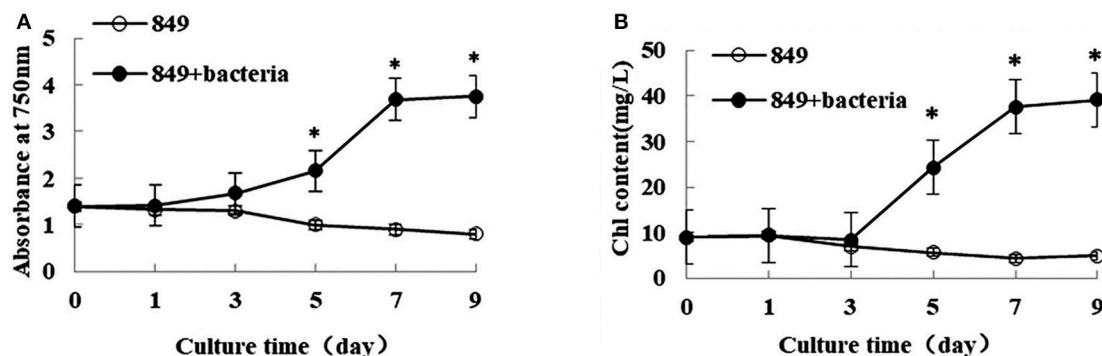 A
849
849+bacteria
Absorbance at 750nm
5
4
3
2
1
0
* * *
0 1 3 5 7 9
Culture time（day）
B
849
849+bacteria
Chl content(mg/L)
50
40
30
20
10
0
* * *
0 1 3 5 7 9
Culture time（day）